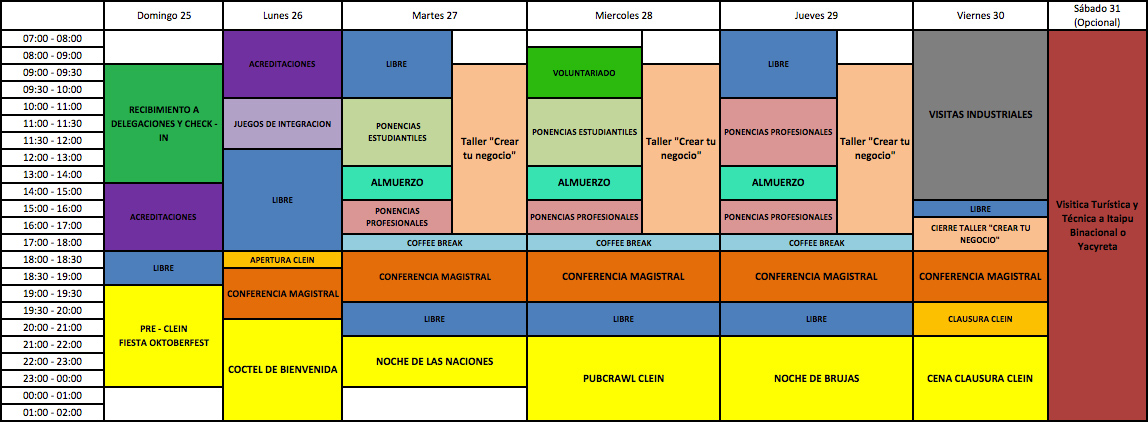 Domingo 25
Lunes 26
Martes 27
Miercoles 28
Jueves 29
Viernes 30
Sábado 31
(Opcional)
07:00 - 08:00
08:00 - 09:00
09:00 - 09:30
09:30 - 10:00
10:00 - 11:00
11:00 - 11:30
11:30 - 12:00
12:00 - 13:00
13:00 - 14:00
14:00 - 15:00
15:00 - 16:00
16:00 - 17:00
17:00 - 18:00
18:00 - 18:30
18:30 - 19:00
19:00 - 19:30
19:30 - 20:00
20:00 - 21:00
21:00 - 22:00
22:00 - 23:00
23:00 - 00:00
00:00 - 01:00
01:00 - 02:00
RECIBIMIENTO A
DELEGACIONES Y CHECK -
IN
ACREDITACIONES
LIBRE
PRE - CLEIN
FIESTA OKTOBERFEST
ACREDITACIONES
JUEGOS DE INTEGRACION
LIBRE
APERTURA CLEIN
CONFERENCIA MAGISTRAL
COCTEL DE BIENVENIDA
LIBRE
PONENCIAS
ESTUDIANTILES
ALMUERZO
PONENCIAS
PROFESIONALES
Taller "Crear
tu negocio"
COFFEE BREAK
CONFERENCIA MAGISTRAL
LIBRE
NOCHE DE LAS NACIONES
VOLUNTARIADO
PONENCIAS ESTUDIANTILES
ALMUERZO
PONENCIAS PROFESIONALES
Taller "Crear tu
negocio"
COFFEE BREAK
CONFERENCIA MAGISTRAL
LIBRE
PUBCRAWL CLEIN
LIBRE
PONENCIAS PROFESIONALES
ALMUERZO
PONENCIAS PROFESIONALES
Taller "Crear tu
negocio"
COFFEE BREAK
CONFERENCIA MAGISTRAL
LIBRE
NOCHE DE BRUJAS
VISITAS INDUSTRIALES
LIBRE
CIERRE TALLER "CREAR TU
NEGOCIO"
CONFERENCIA MAGISTRAL
CLAUSURA CLEIN
CENA CLAUSURA CLEIN
Visitica Turística y
Técnica a Itaipu
Binacional o
Yacyreta